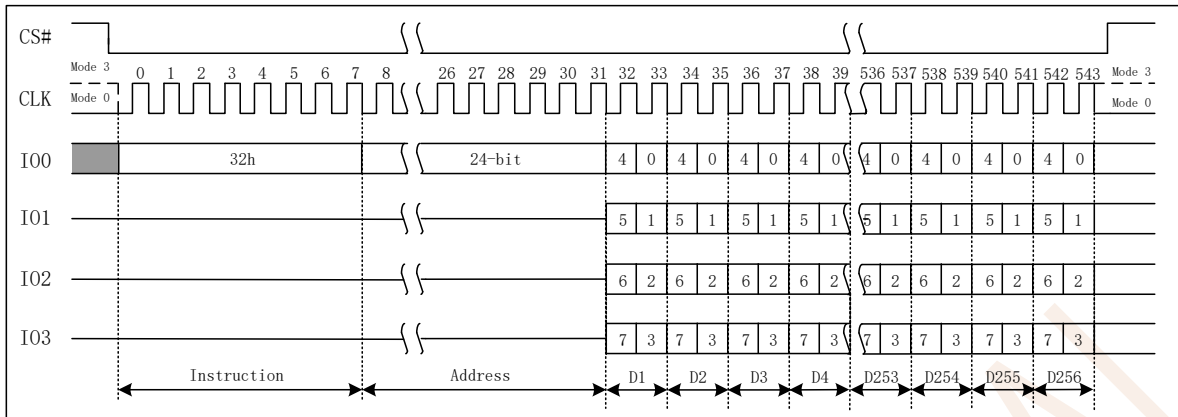 CS#
Mode 3 0 1 2 3 4 5 6 7 8 26 27 28 29 30 31 32 33 34 35 36 37 38 39 536 537 538 539 540 541 542 543 Mode 3
CLK Mode 0 Mode 0
IO0 32h 24-bit 4 0 4 0 4 0 4 0 4 0 4 0 4 0 4 0
IO1 5 1 5 1 5 1 5 1 5 1 5 1 5 1 5 1
IO2 6 2 6 2 6 2 6 2 6 2 6 2 6 2 6 2
IO3 7 3 7 3 7 3 7 3 7 3 7 3 7 3 7 3
Instruction Address D1 D2 D3 D4 D253 D254 D255 D256